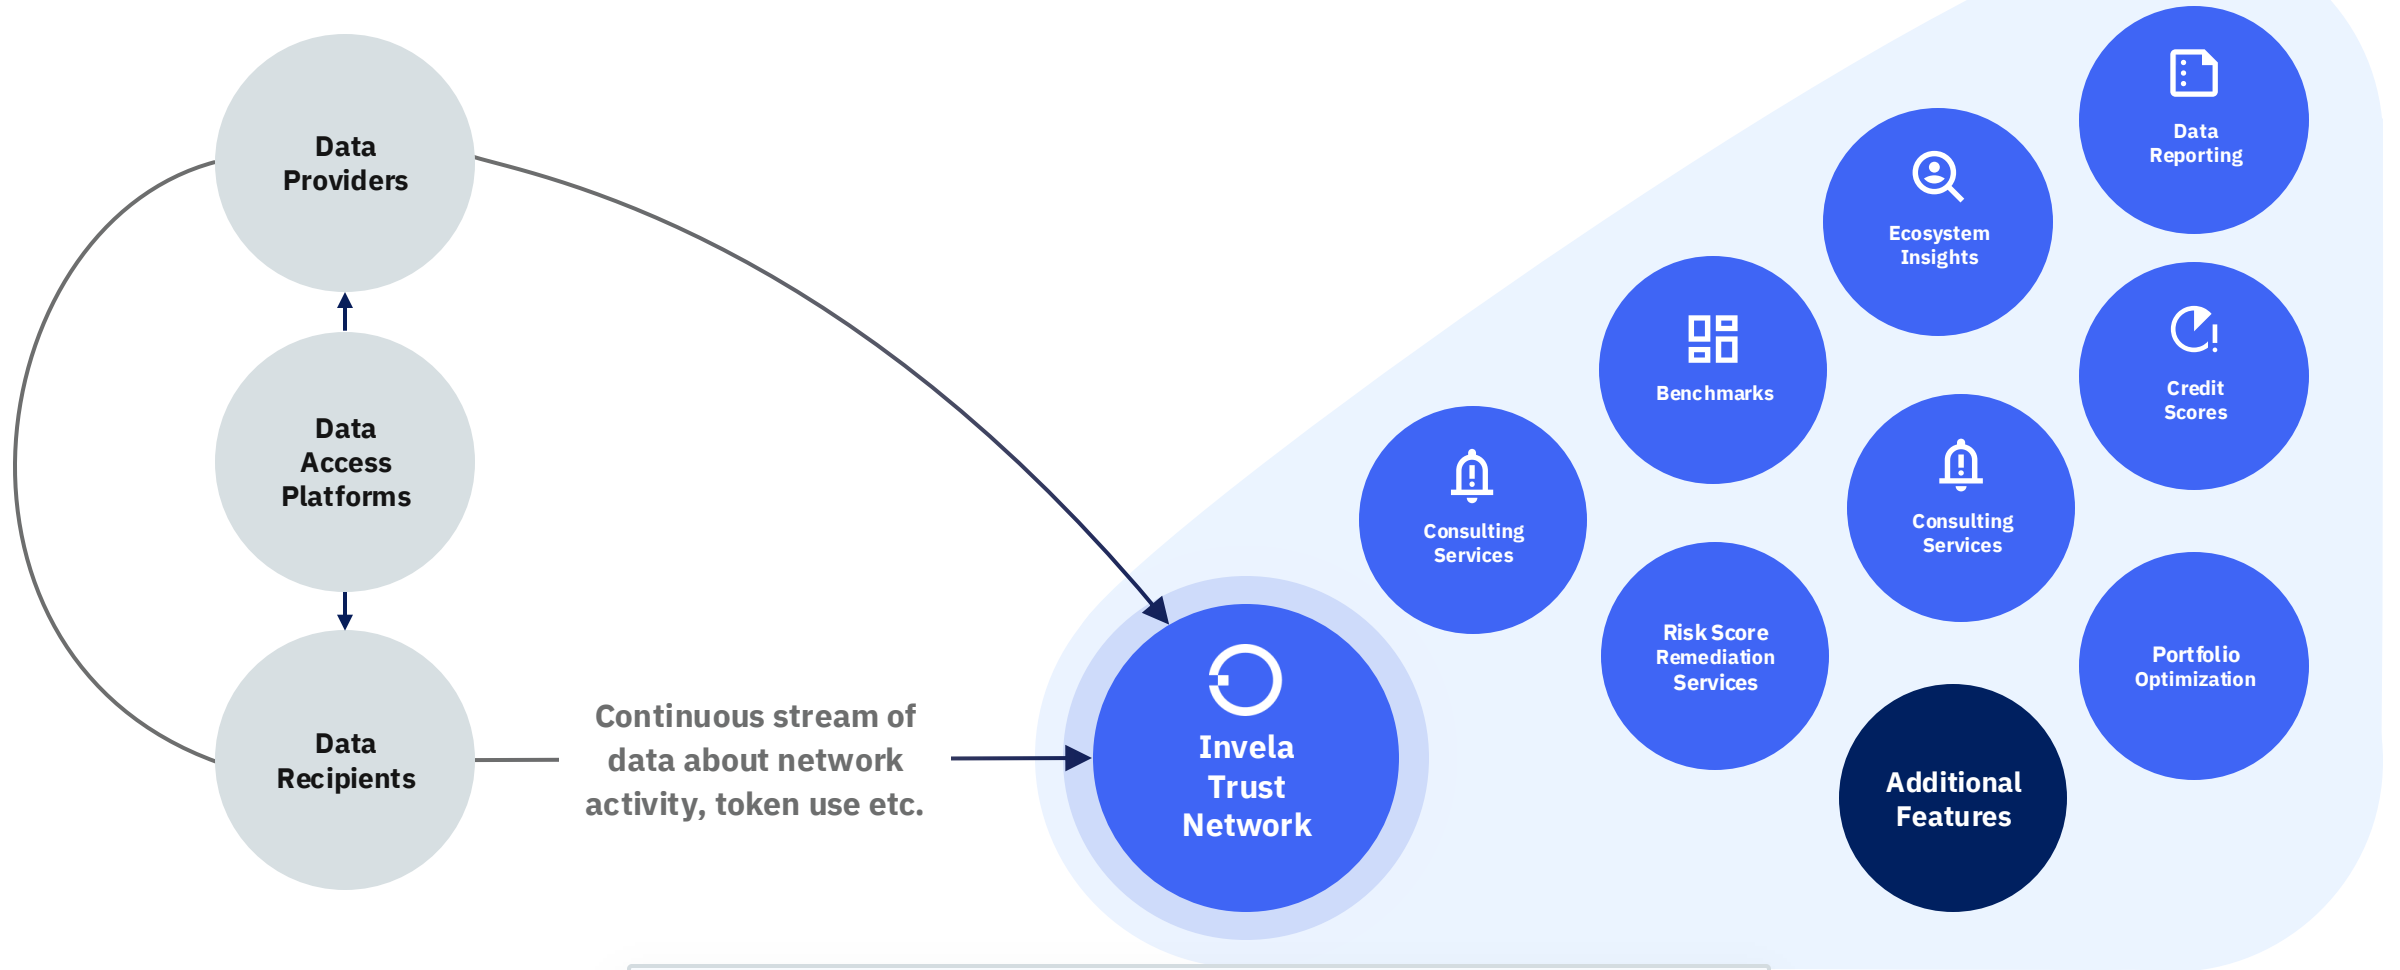 Data
Providers
Data
Access
Platforms
Data
Recipients
Continuous stream of
data about network
activity, token use etc.
Invela
Trust
Network
Consulting
Services
Benchmarks
Risk Score
Remediation
Services
Ecosystem
Insights
Consulting
Services
Additional
Features
Data
Reporting
Credit
Scores
Portfolio
Optimization